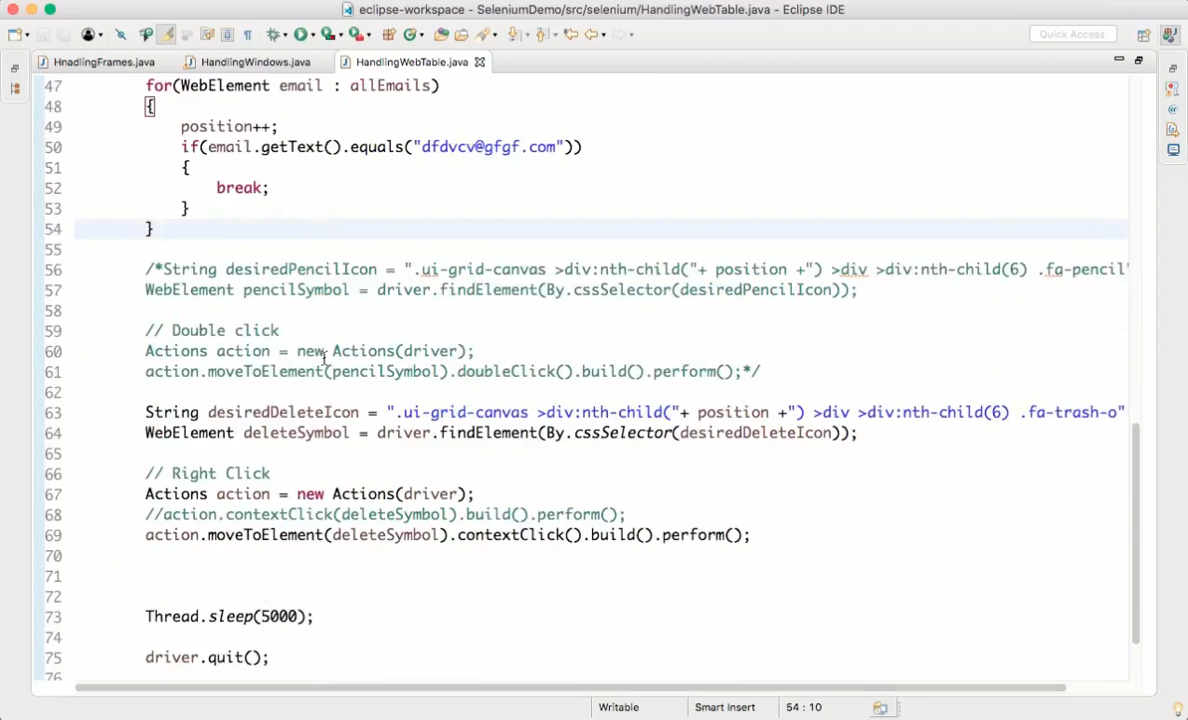 eclipse-workspace - SeleniumDemo/src/selenium/HandlingWebTable.java - Eclipse IDE
Quick Access
HnadlingFrames.java HandlingWindows.java HandlingWebTable.java
47 for(WebElement email : allEmails)
48 {
49 position++;
50 if(email.getText().equals("dfdvcv@gfgf.com"))
51 {
52 break;
53 }
54 }
55
56 /*String desiredPencilIcon = ".ui-grid-canvas >div:nth-child("+ position +") >div >div:nth-child(6) .fa-pencil"
57 WebElement pencilSymbol = driver.findElement(By.cssSelector(desiredPencilIcon));
58
59 // Double click
60 Actions action = new Actions(driver);
61 action.moveToElement(pencilSymbol).doubleClick().build().perform();*/
62
63 String desiredDeleteIcon = ".ui-grid-canvas >div:nth-child("+ position +") >div >div:nth-child(6) .fa-trash-o"
64 WebElement deleteSymbol = driver.findElement(By.cssSelector(desiredDeleteIcon));
65
66 // Right Click
67 Actions action = new Actions(driver);
68 //action.contextClick(deleteSymbol).build().perform();
69 action.moveToElement(deleteSymbol).contextClick().build().perform();
70
71
72
73 Thread.sleep(5000);
74
75 driver.quit();
76
Writable Smart Insert 54 : 10